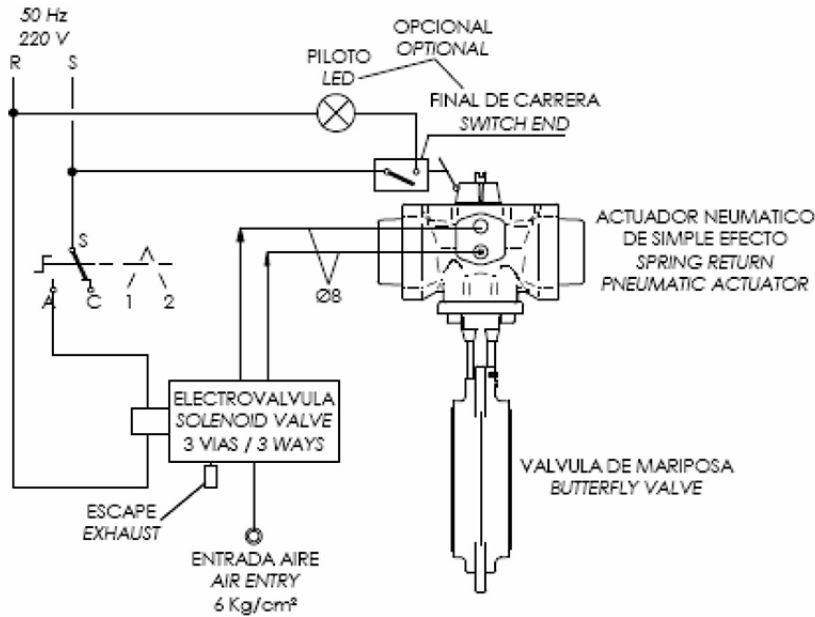 50 Hz
220 V
R S
OPCIONAL
OPTIONAL
PILOTO
LED
FINAL DE CARRERA
SWITCH END
ACTUADOR NEUMATICO
DE SIMPLE EFECTO
SPRING RETURN
PNEUMATIC ACTUATOR
S
A C 1 2
Ø8
ELECTROVALVULA
SOLENOID VALVE
3 VIAS / 3 WAYS
VALVULA DE MARIPOSA
BUTTERFLY VALVE
ESCAPE
EXHAUST
ENTRADA AIRE
AIR ENTRY
6 Kg/cm²